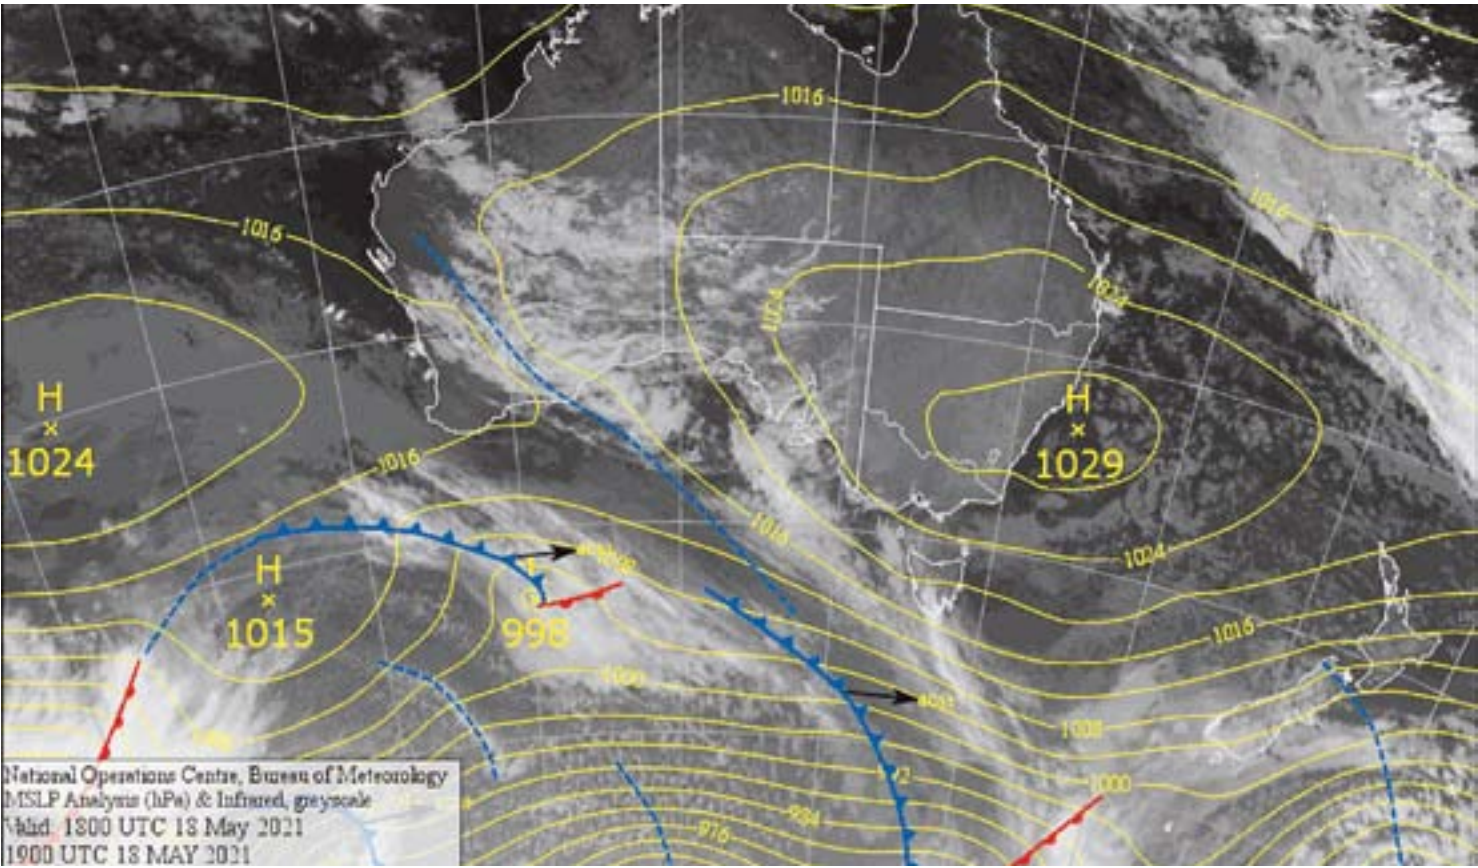 1016
1016
1016
1024
1024
H
1024
H
1029
1016
1016
1024
H
1015
998
1016
1000
1008
1000
984
976
National Operations Centre, Bureau of Meteorology
MSLP Analysis (hPa) & Infrared, greyscale
Valid: 1800 UTC 18 May 2021
1900 UTC 18 MAY 2021